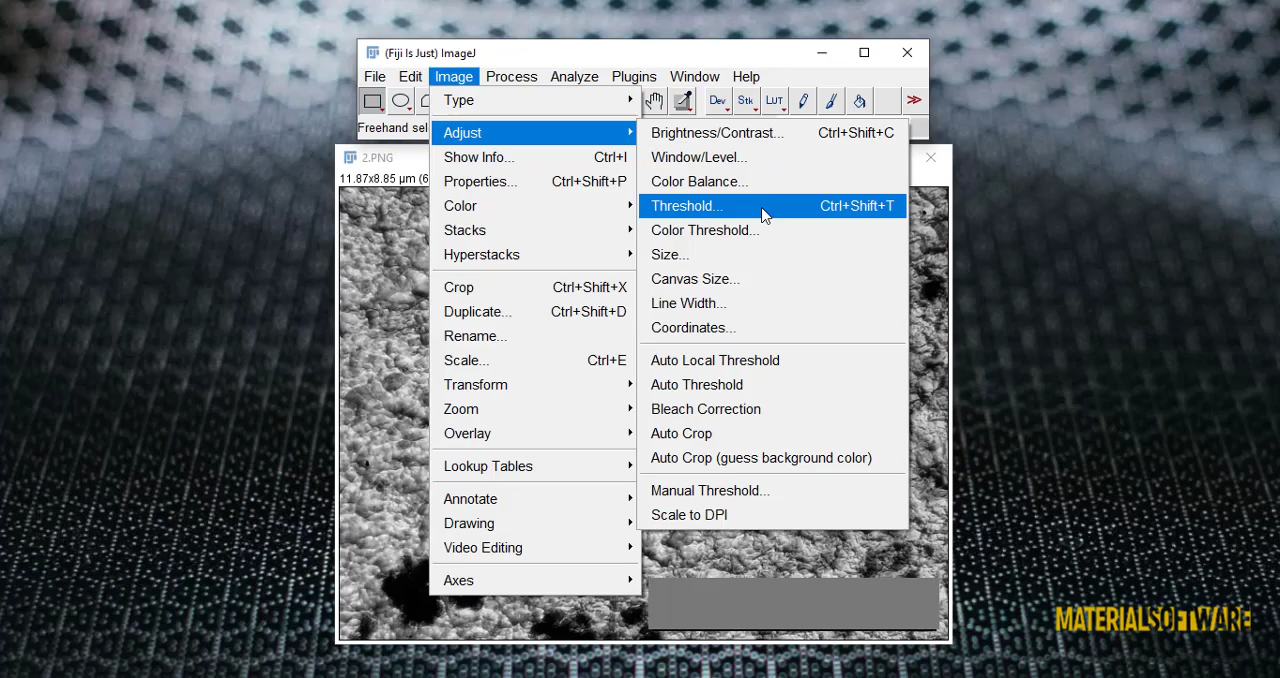 (Fiji Is Just) ImageJ
File Edit Image Process Analyze Plugins Window Help
Dev Stk LUT >>
Freehand sel
2.PNG
11.87x8.85 µm (6
Type
Adjust
Show Info... Ctrl+I
Properties... Ctrl+Shift+P
Color
Stacks
Hyperstacks
Crop Ctrl+Shift+X
Duplicate... Ctrl+Shift+D
Rename...
Scale... Ctrl+E
Transform
Zoom
Overlay
Lookup Tables
Annotate
Drawing
Video Editing
Axes
Brightness/Contrast... Ctrl+Shift+C
Window/Level...
Color Balance...
Threshold... Ctrl+Shift+T
Color Threshold...
Size...
Canvas Size...
Line Width...
Coordinates...
Auto Local Threshold
Auto Threshold
Bleach Correction
Auto Crop
Auto Crop (guess background color)
Manual Threshold...
Scale to DPI
MATERIALSOFTWARE